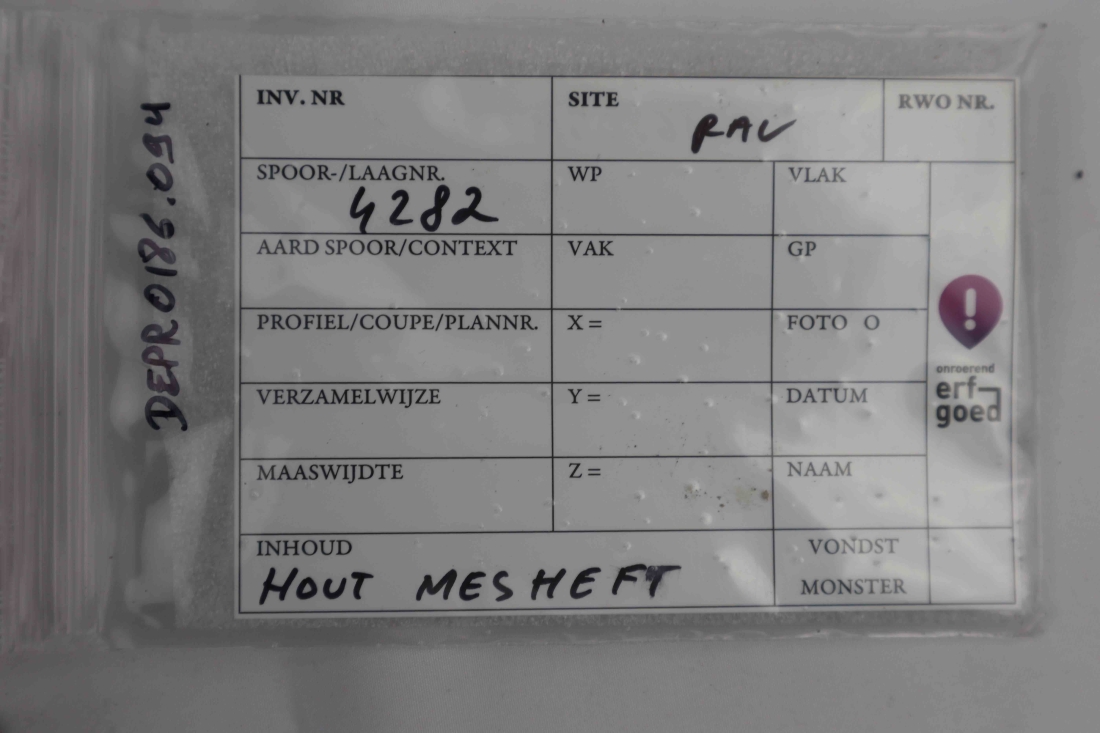 DEPR0186.094
INV. NR
SITE
RAV
RWO NR.
SPOOR-/LAAGNR.
4282
WP
VLAK
AARD SPOOR/CONTEXT
VAK
GP
PROFIEL/COUPE/PLANNR.
X =
FOTO O
VERZAMELWIJZE
Y =
DATUM
MAASWIJDTE
Z =
NAAM
INHOUD
HOUT MESHEFT
VONDST
MONSTER
!
onroerend
erf
goed